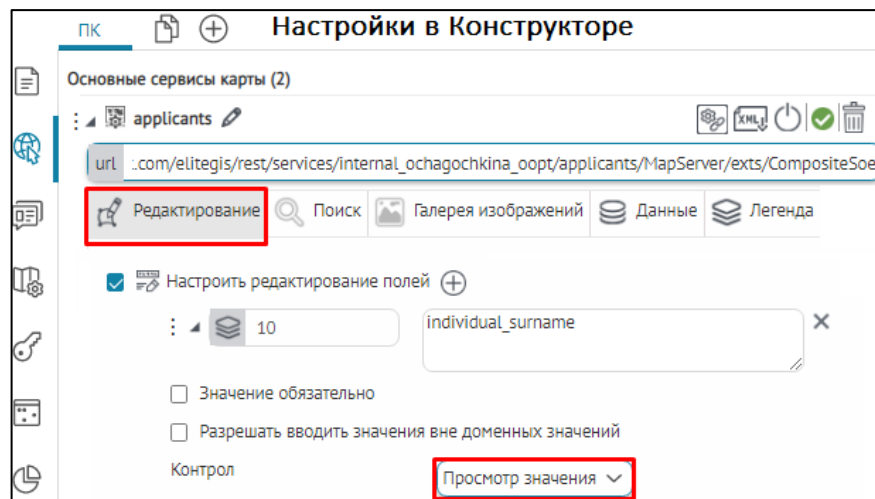 ПК Настройки в Конструкторе
Основные сервисы карты (2)
applicants XML
url :.com/elitegis/rest/services/internal_ochagochkina_oopt/applicants/MapServer/exts/CompositeSoe
Редактирование Поиск Галерея изображений Данные Легенда
Настроить редактирование полей
10 individual_surname
Значение обязательно
Разрешать вводить значения вне доменных значений
Контрол Просмотр значения